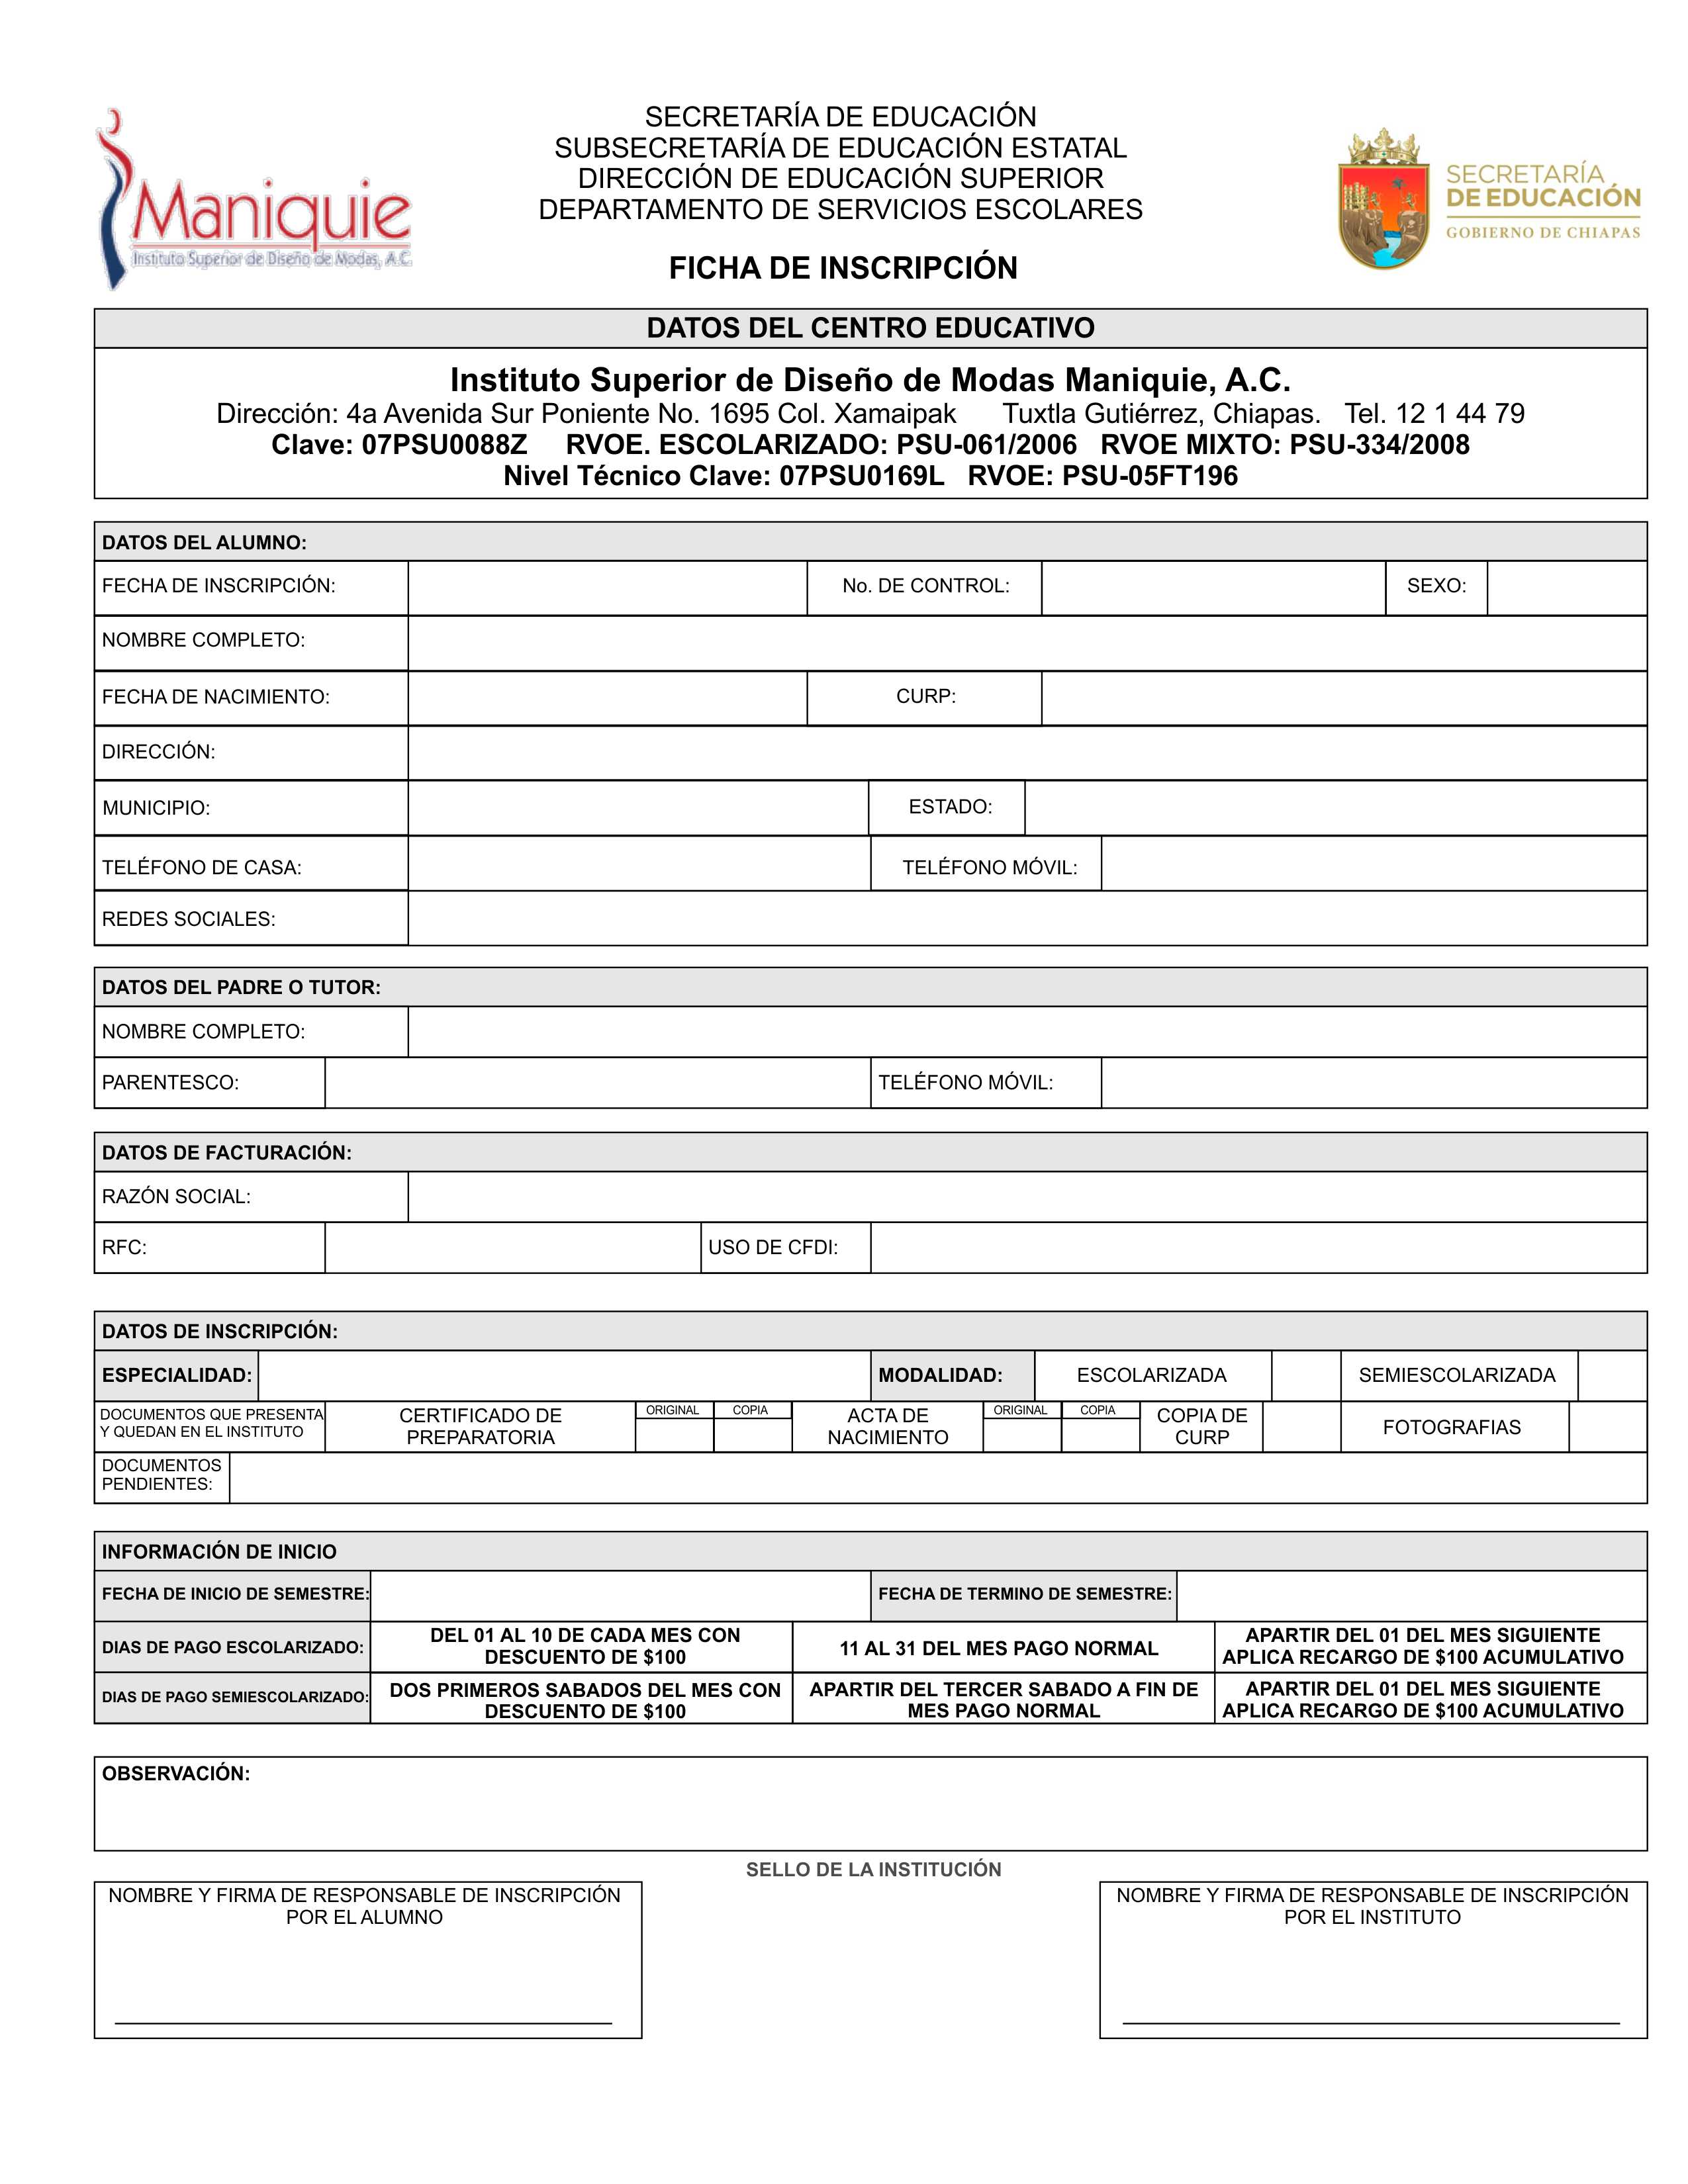 Maniquie
Instituto Superior de Diseño de Modas, A.C.
SECRETARÍA DE EDUCACIÓN
SUBSECRETARÍA DE EDUCACIÓN ESTATAL
DIRECCIÓN DE EDUCACIÓN SUPERIOR
DEPARTAMENTO DE SERVICIOS ESCOLARES
FICHA DE INSCRIPCIÓN
SECRETARÍA
DE EDUCACIÓN
GOBIERNO DE CHIAPAS
DATOS DEL CENTRO EDUCATIVO
Instituto Superior de Diseño de Modas Maniquie, A.C.
Dirección: 4a Avenida Sur Poniente No. 1695 Col. Xamaipak Tuxtla Gutiérrez, Chiapas. Tel. 12 1 44 79
Clave: 07PSU0088Z RVOE. ESCOLARIZADO: PSU-061/2006 RVOE MIXTO: PSU-334/2008
Nivel Técnico Clave: 07PSU0169L RVOE: PSU-05FT196
DATOS DEL ALUMNO:
FECHA DE INSCRIPCIÓN: No. DE CONTROL: SEXO:
NOMBRE COMPLETO:
FECHA DE NACIMIENTO: CURP:
DIRECCIÓN:
MUNICIPIO: ESTADO:
TELÉFONO DE CASA: TELÉFONO MÓVIL:
REDES SOCIALES:
DATOS DEL PADRE O TUTOR:
NOMBRE COMPLETO:
PARENTESCO: TELÉFONO MÓVIL:
DATOS DE FACTURACIÓN:
RAZÓN SOCIAL:
RFC: USO DE CFDI:
DATOS DE INSCRIPCIÓN:
ESPECIALIDAD: MODALIDAD: ESCOLARIZADA SEMIESCOLARIZADA
DOCUMENTOS QUE PRESENTA
Y QUEDAN EN EL INSTITUTO
CERTIFICADO DE
PREPARATORIA
ORIGINAL COPIA
ACTA DE
NACIMIENTO
ORIGINAL COPIA
COPIA DE
CURP
FOTOGRAFIAS
DOCUMENTOS
PENDIENTES:
INFORMACIÓN DE INICIO
FECHA DE INICIO DE SEMESTRE: FECHA DE TERMINO DE SEMESTRE:
DIAS DE PAGO ESCOLARIZADO:
DEL 01 AL 10 DE CADA MES CON
DESCUENTO DE $100
11 AL 31 DEL MES PAGO NORMAL
APARTIR DEL 01 DEL MES SIGUIENTE
APLICA RECARGO DE $100 ACUMULATIVO
DIAS DE PAGO SEMIESCOLARIZADO:
DOS PRIMEROS SABADOS DEL MES CON
DESCUENTO DE $100
APARTIR DEL TERCER SABADO A FIN DE
MES PAGO NORMAL
APARTIR DEL 01 DEL MES SIGUIENTE
APLICA RECARGO DE $100 ACUMULATIVO
OBSERVACIÓN:
SELLO DE LA INSTITUCIÓN
NOMBRE Y FIRMA DE RESPONSABLE DE INSCRIPCIÓN
POR EL ALUMNO
NOMBRE Y FIRMA DE RESPONSABLE DE INSCRIPCIÓN
POR EL INSTITUTO